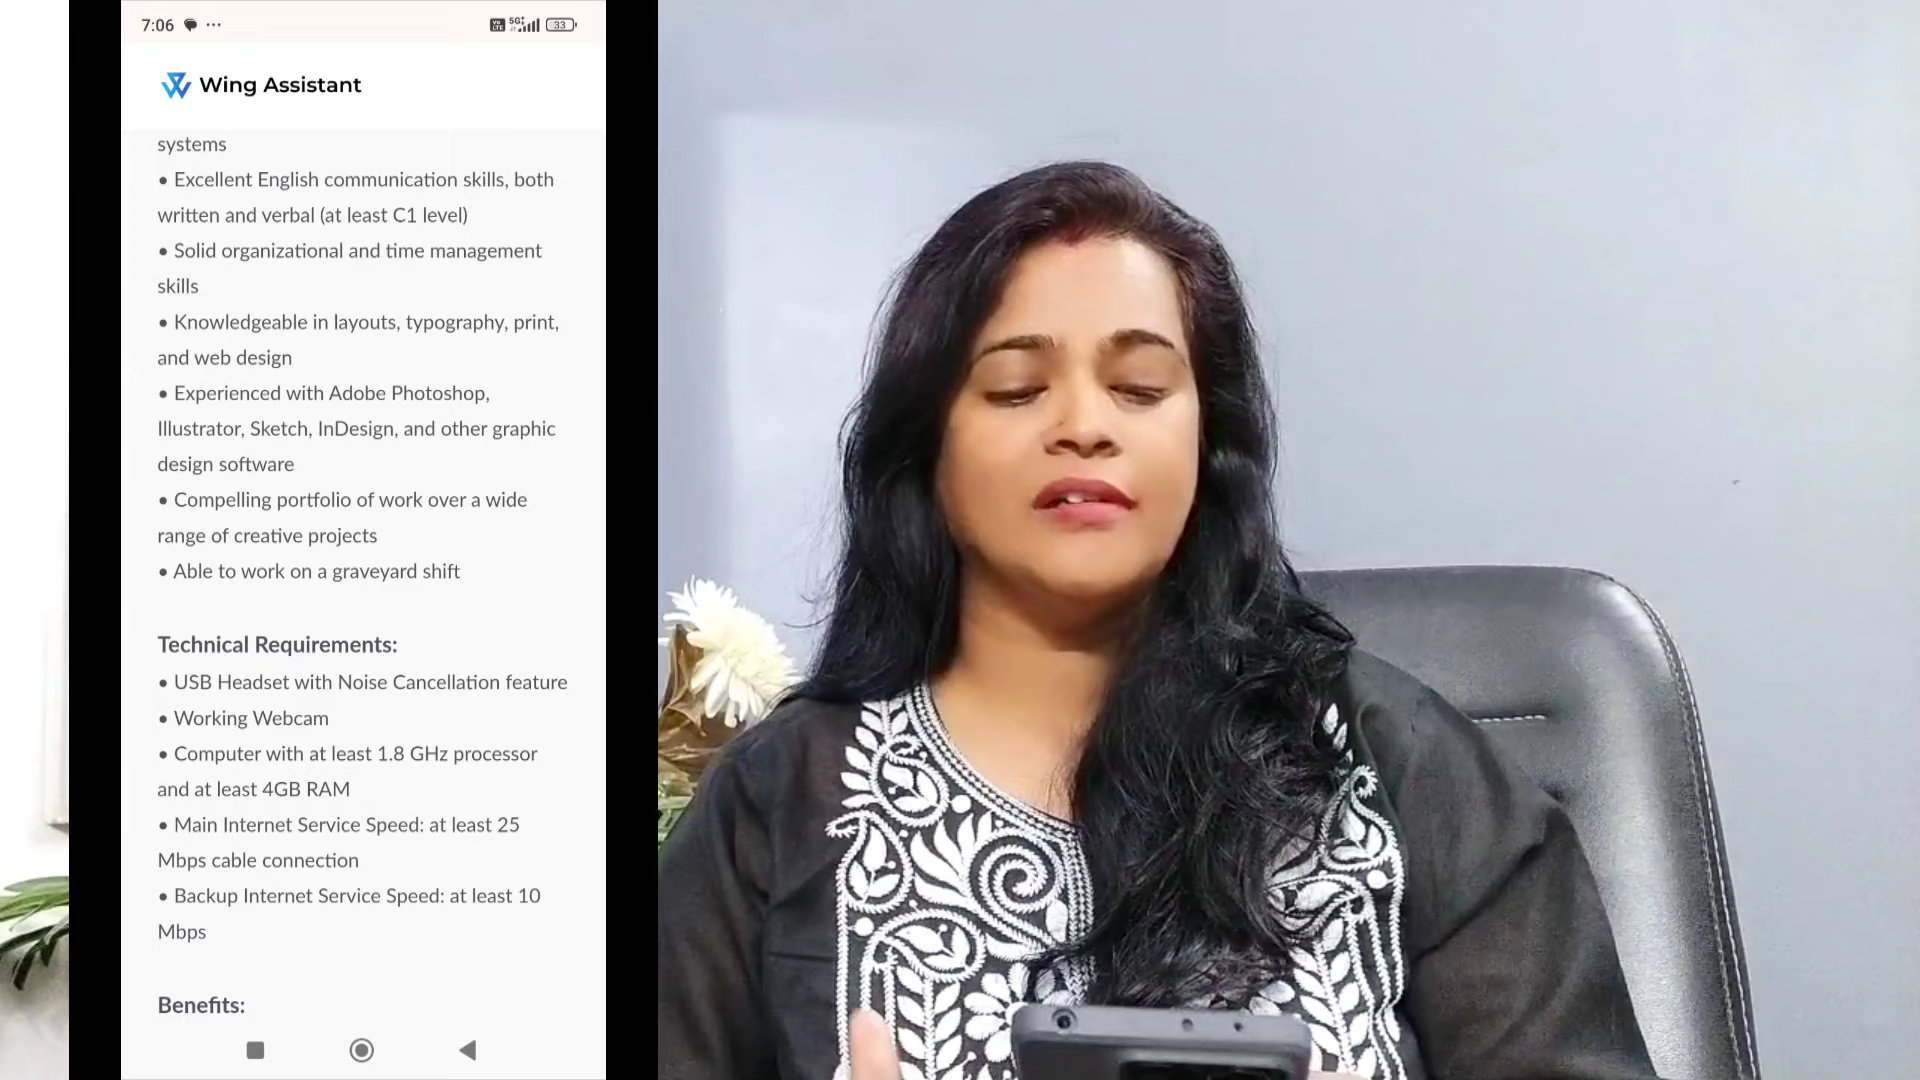 7:06
5G
33
Wing Assistant
systems
• Excellent English communication skills, both
written and verbal (at least C1 level)
• Solid organizational and time management
skills
• Knowledgeable in layouts, typography, print,
and web design
• Experienced with Adobe Photoshop,
Illustrator, Sketch, InDesign, and other graphic
design software
• Compelling portfolio of work over a wide
range of creative projects
• Able to work on a graveyard shift
Technical Requirements:
• USB Headset with Noise Cancellation feature
• Working Webcam
• Computer with at least 1.8 GHz processor
and at least 4GB RAM
• Main Internet Service Speed: at least 25
Mbps cable connection
• Backup Internet Service Speed: at least 10
Mbps
Benefits: